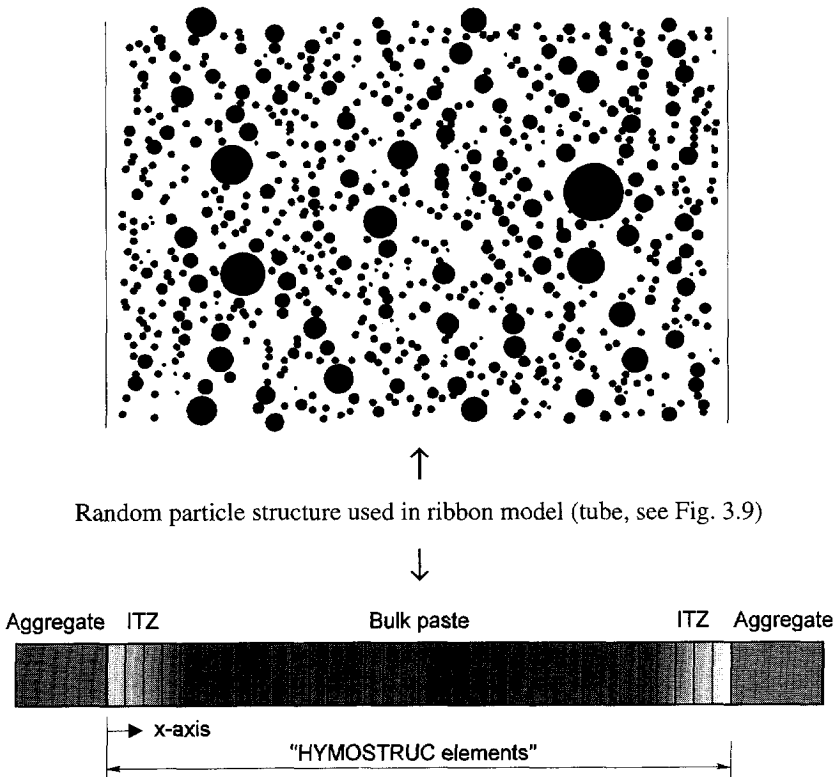 Random particle structure used in ribbon model (tube, see Fig. 3.9)
Aggregate ITZ Bulk paste ITZ Aggregate
x-axis
"HYMOSTRUC elements"